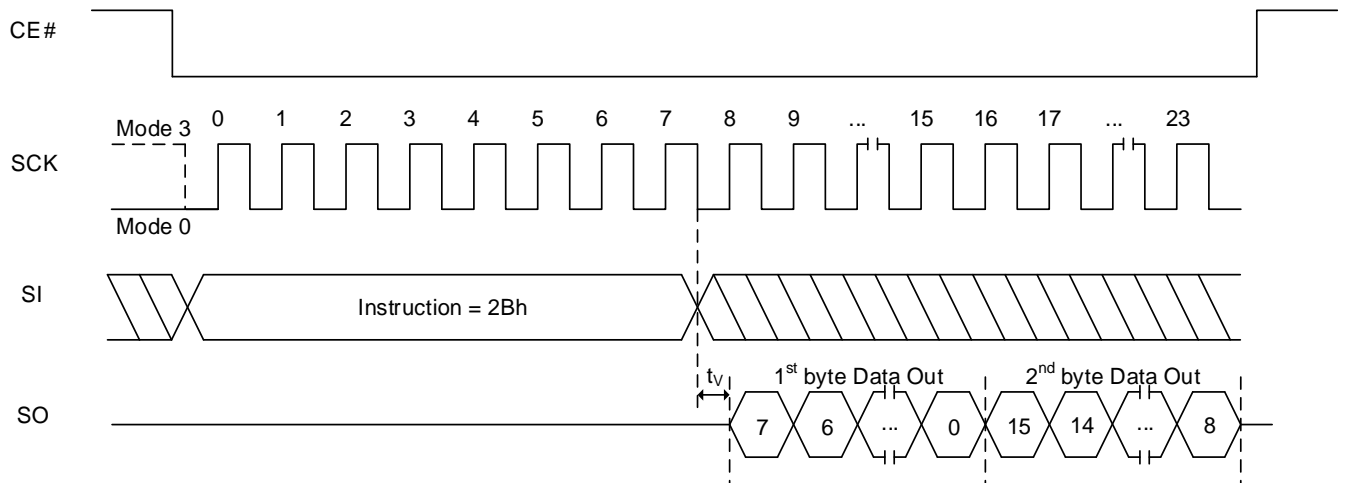 CE#
Mode 3 0 1 2 3 4 5 6 7 8 9 ... 15 16 17 ... 23
SCK
Mode 0
SI
Instruction = 2Bh
tV 1st byte Data Out 2nd byte Data Out
SO
7 6 ... 0 15 14 ... 8